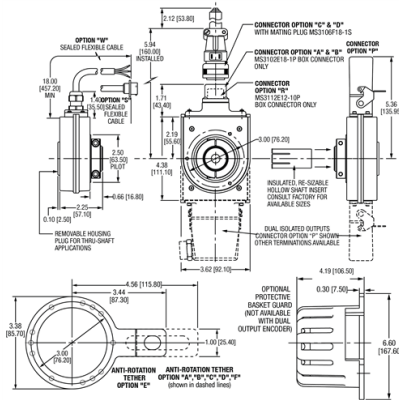 2.12 [53.80]
OPTION "W"
SEALED FLEXIBLE CABLE
5.94
[160.00]
INSTALLED
CONNECTOR OPTION "C" & "D"
WITH MATING PLUG MS3106F18-1S
CONNECTOR
OPTION "P"
CONNECTOR OPTION "A" & "B"
MS3102E18-1P BOX CONNECTOR
ONLY
18.00
[457.20]
MIN
1.40
[35.50]
OPTION "S"
SEALED
FLEXIBLE
CABLE
1.71
[43.40]
CONNECTOR
OPTION
"R"
MS3112E12-10P
BOX CONNECTOR ONLY
5.36
2.19
[55.60]
3.00 [76.20]
2.50
[63.50]
PILOT
4.38
[111.10]
0.66 [16.80]
2.25
[57.10]
0.10 [2.50]
INSULATED, RE-SIZABLE
HOLLOW SHAFT INSERT
CONSULT FACTORY FOR
AVAILABLE SIZES
REMOVABLE HOUSING
PLUG FOR THRU-SHAFT
APPLICATIONS
DUAL ISOLATED OUTPUTS
CONNECTOR OPTION "P" SHOWN
OTHER TERMINATIONS AVAILABLE
3.62 [92.10]
4.19 [106.50]
4.56 [115.80]
3.44
[87.30]
0.30 [7.50]
OPTIONAL
PROTECTIVE
BASKET GUARD
(NOT AVAILABLE
WITH DUAL
OUTPUT ENCODER)
3.38
[85.70]
1.00 [25.40]
3.00
[76.20]
6.60
[167.60]
ANTI-ROTATION
TETHER
OPTION "E"
ANTI-ROTATION TETHER
OPTION "A","B","C","D","F"
(shown in dashed lines)